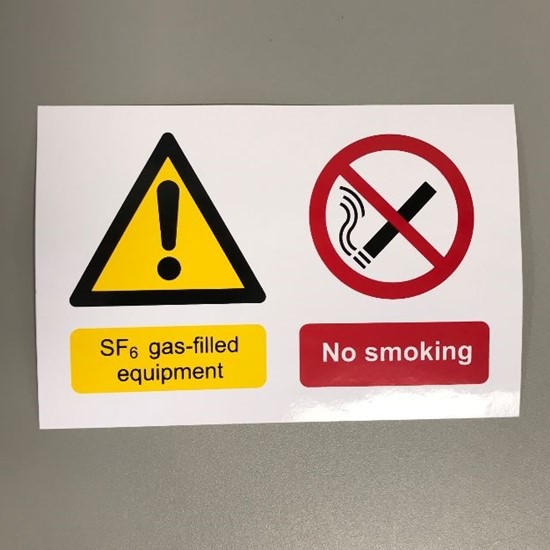 SF₆ gas-filled
equipment
No smoking